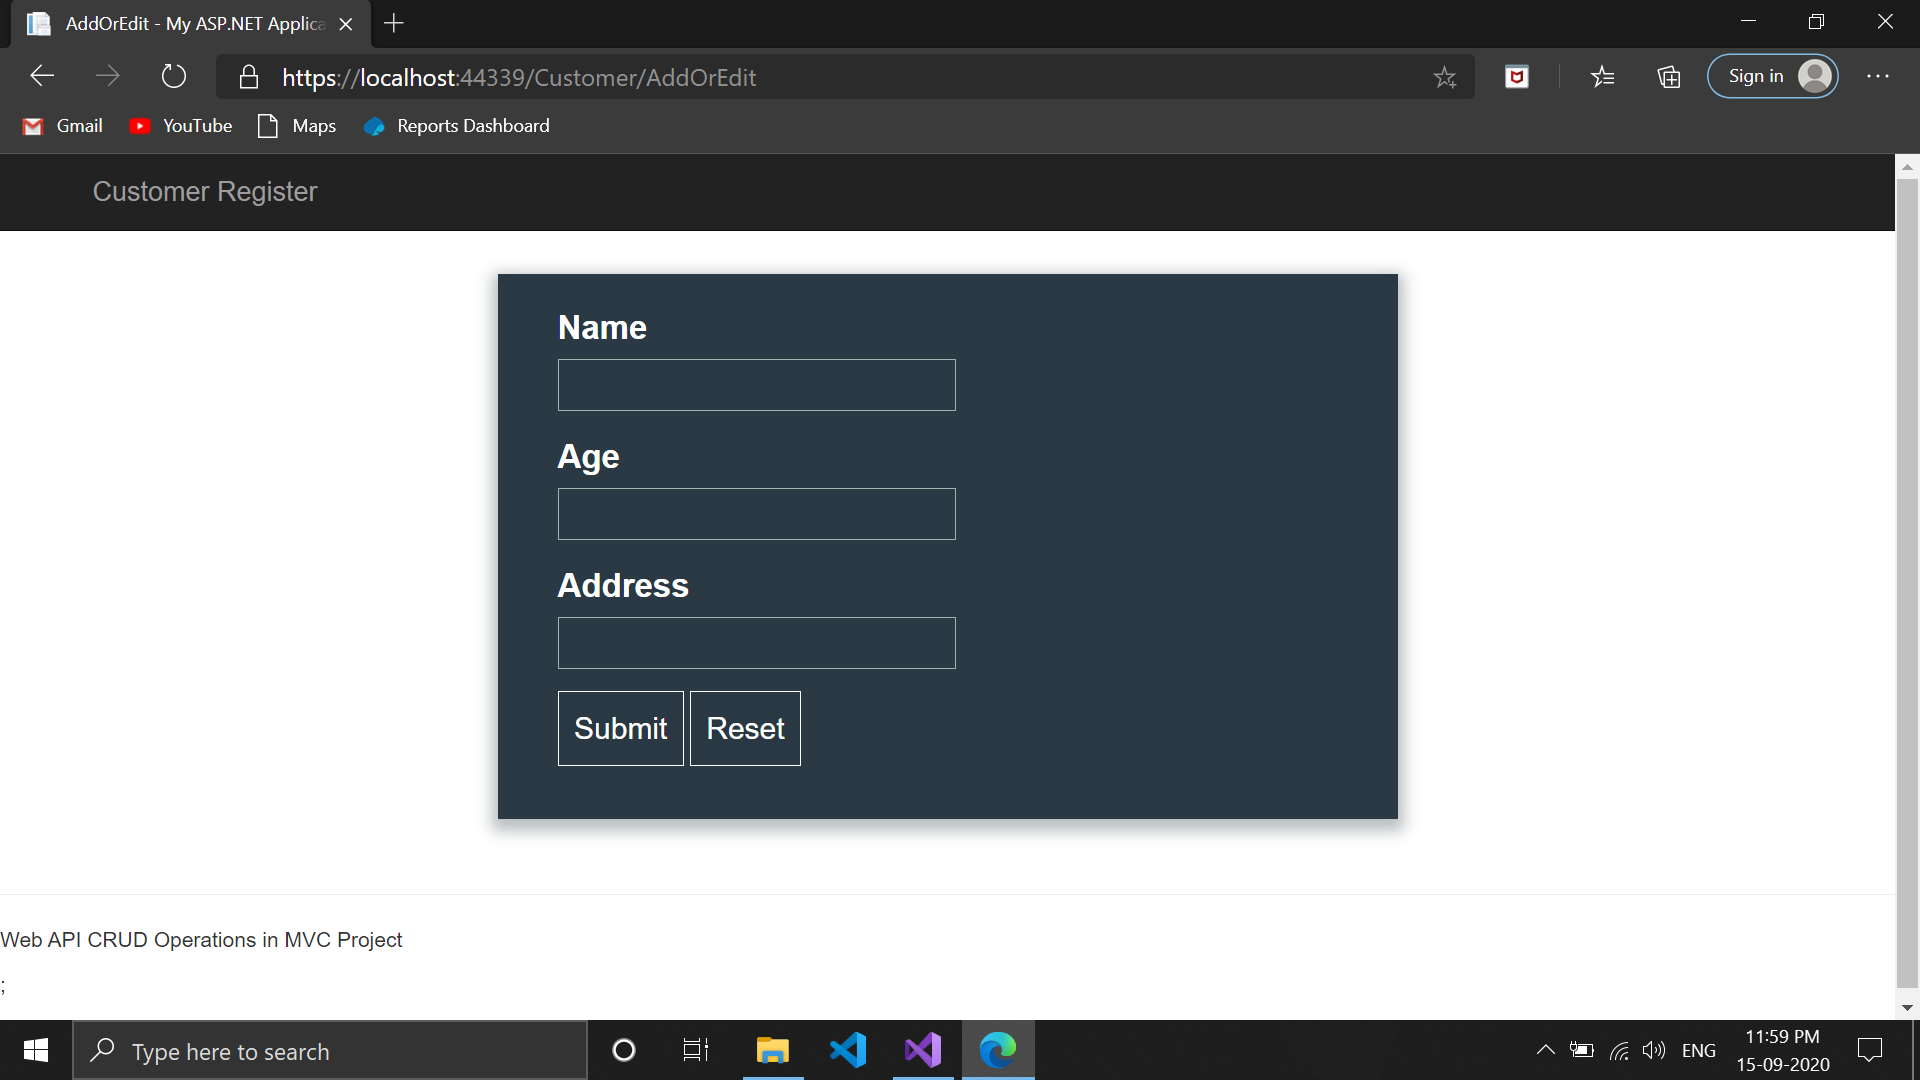 AddOrEdit - My ASP.NET Applica
https://localhost:44339/Customer/AddOrEdit
Sign in
Gmail YouTube Maps Reports Dashboard
Customer Register
Name
Age
Address
Submit Reset
Web API CRUD Operations in MVC Project
;
Type here to search
ENG
11:59 PM
15-09-2020